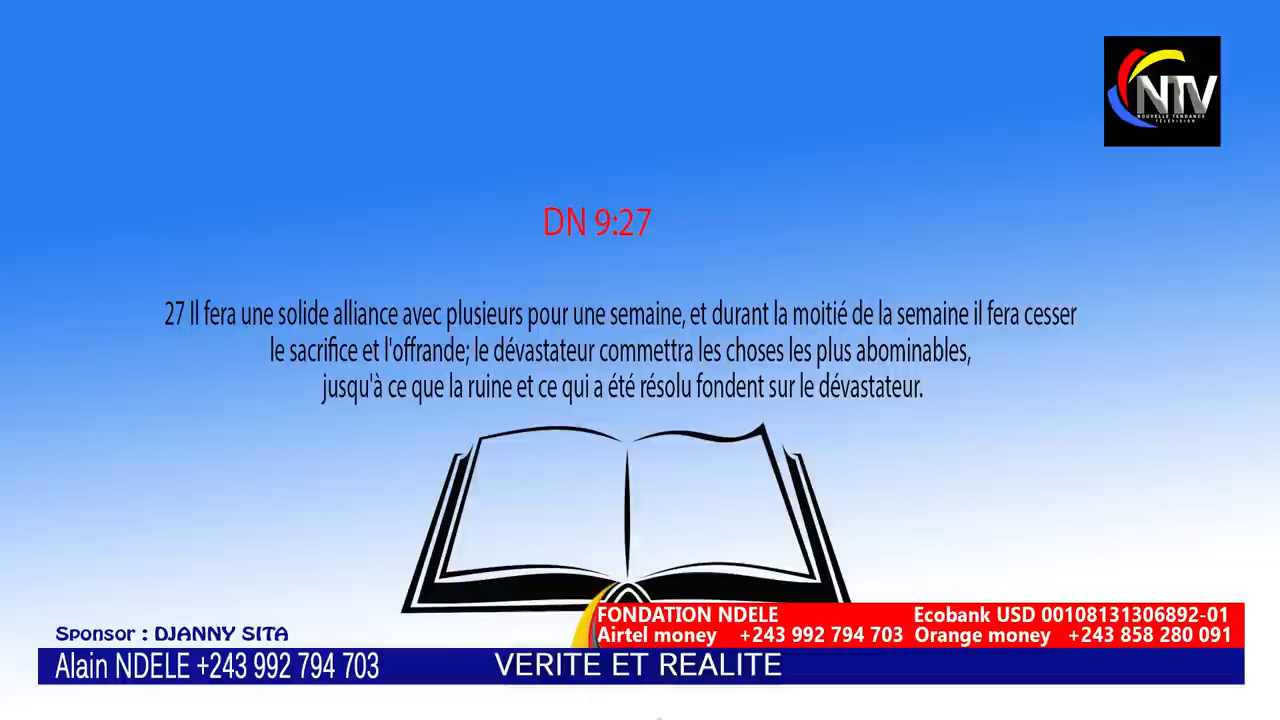 NTV
NOUVELLE TENDANCE
TELEVISION
DN 9:27
27 Il fera une solide alliance avec plusieurs pour une semaine, et durant la moitié de la semaine il fera cesser
le sacrifice et l'offrande; le dévastateur commettra les choses les plus abominables,
jusqu'à ce que la ruine et ce qui a été résolu fondent sur le dévastateur.
FONDATION NDELE Ecobank USD 00108131306892-01
Airtel money +243 992 794 703 Orange money +243 858 280 091
Sponsor : DJANNY SITA
Alain NDELE +243 992 794 703 VERITE ET REALITE